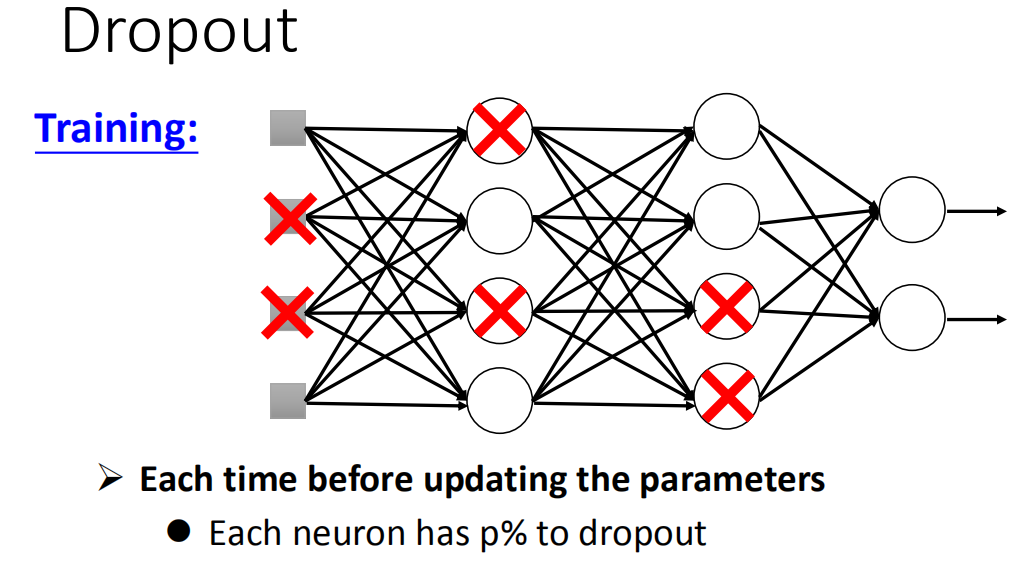 Dropout
Training:
Each time before updating the parameters
Each neuron has p% to dropout